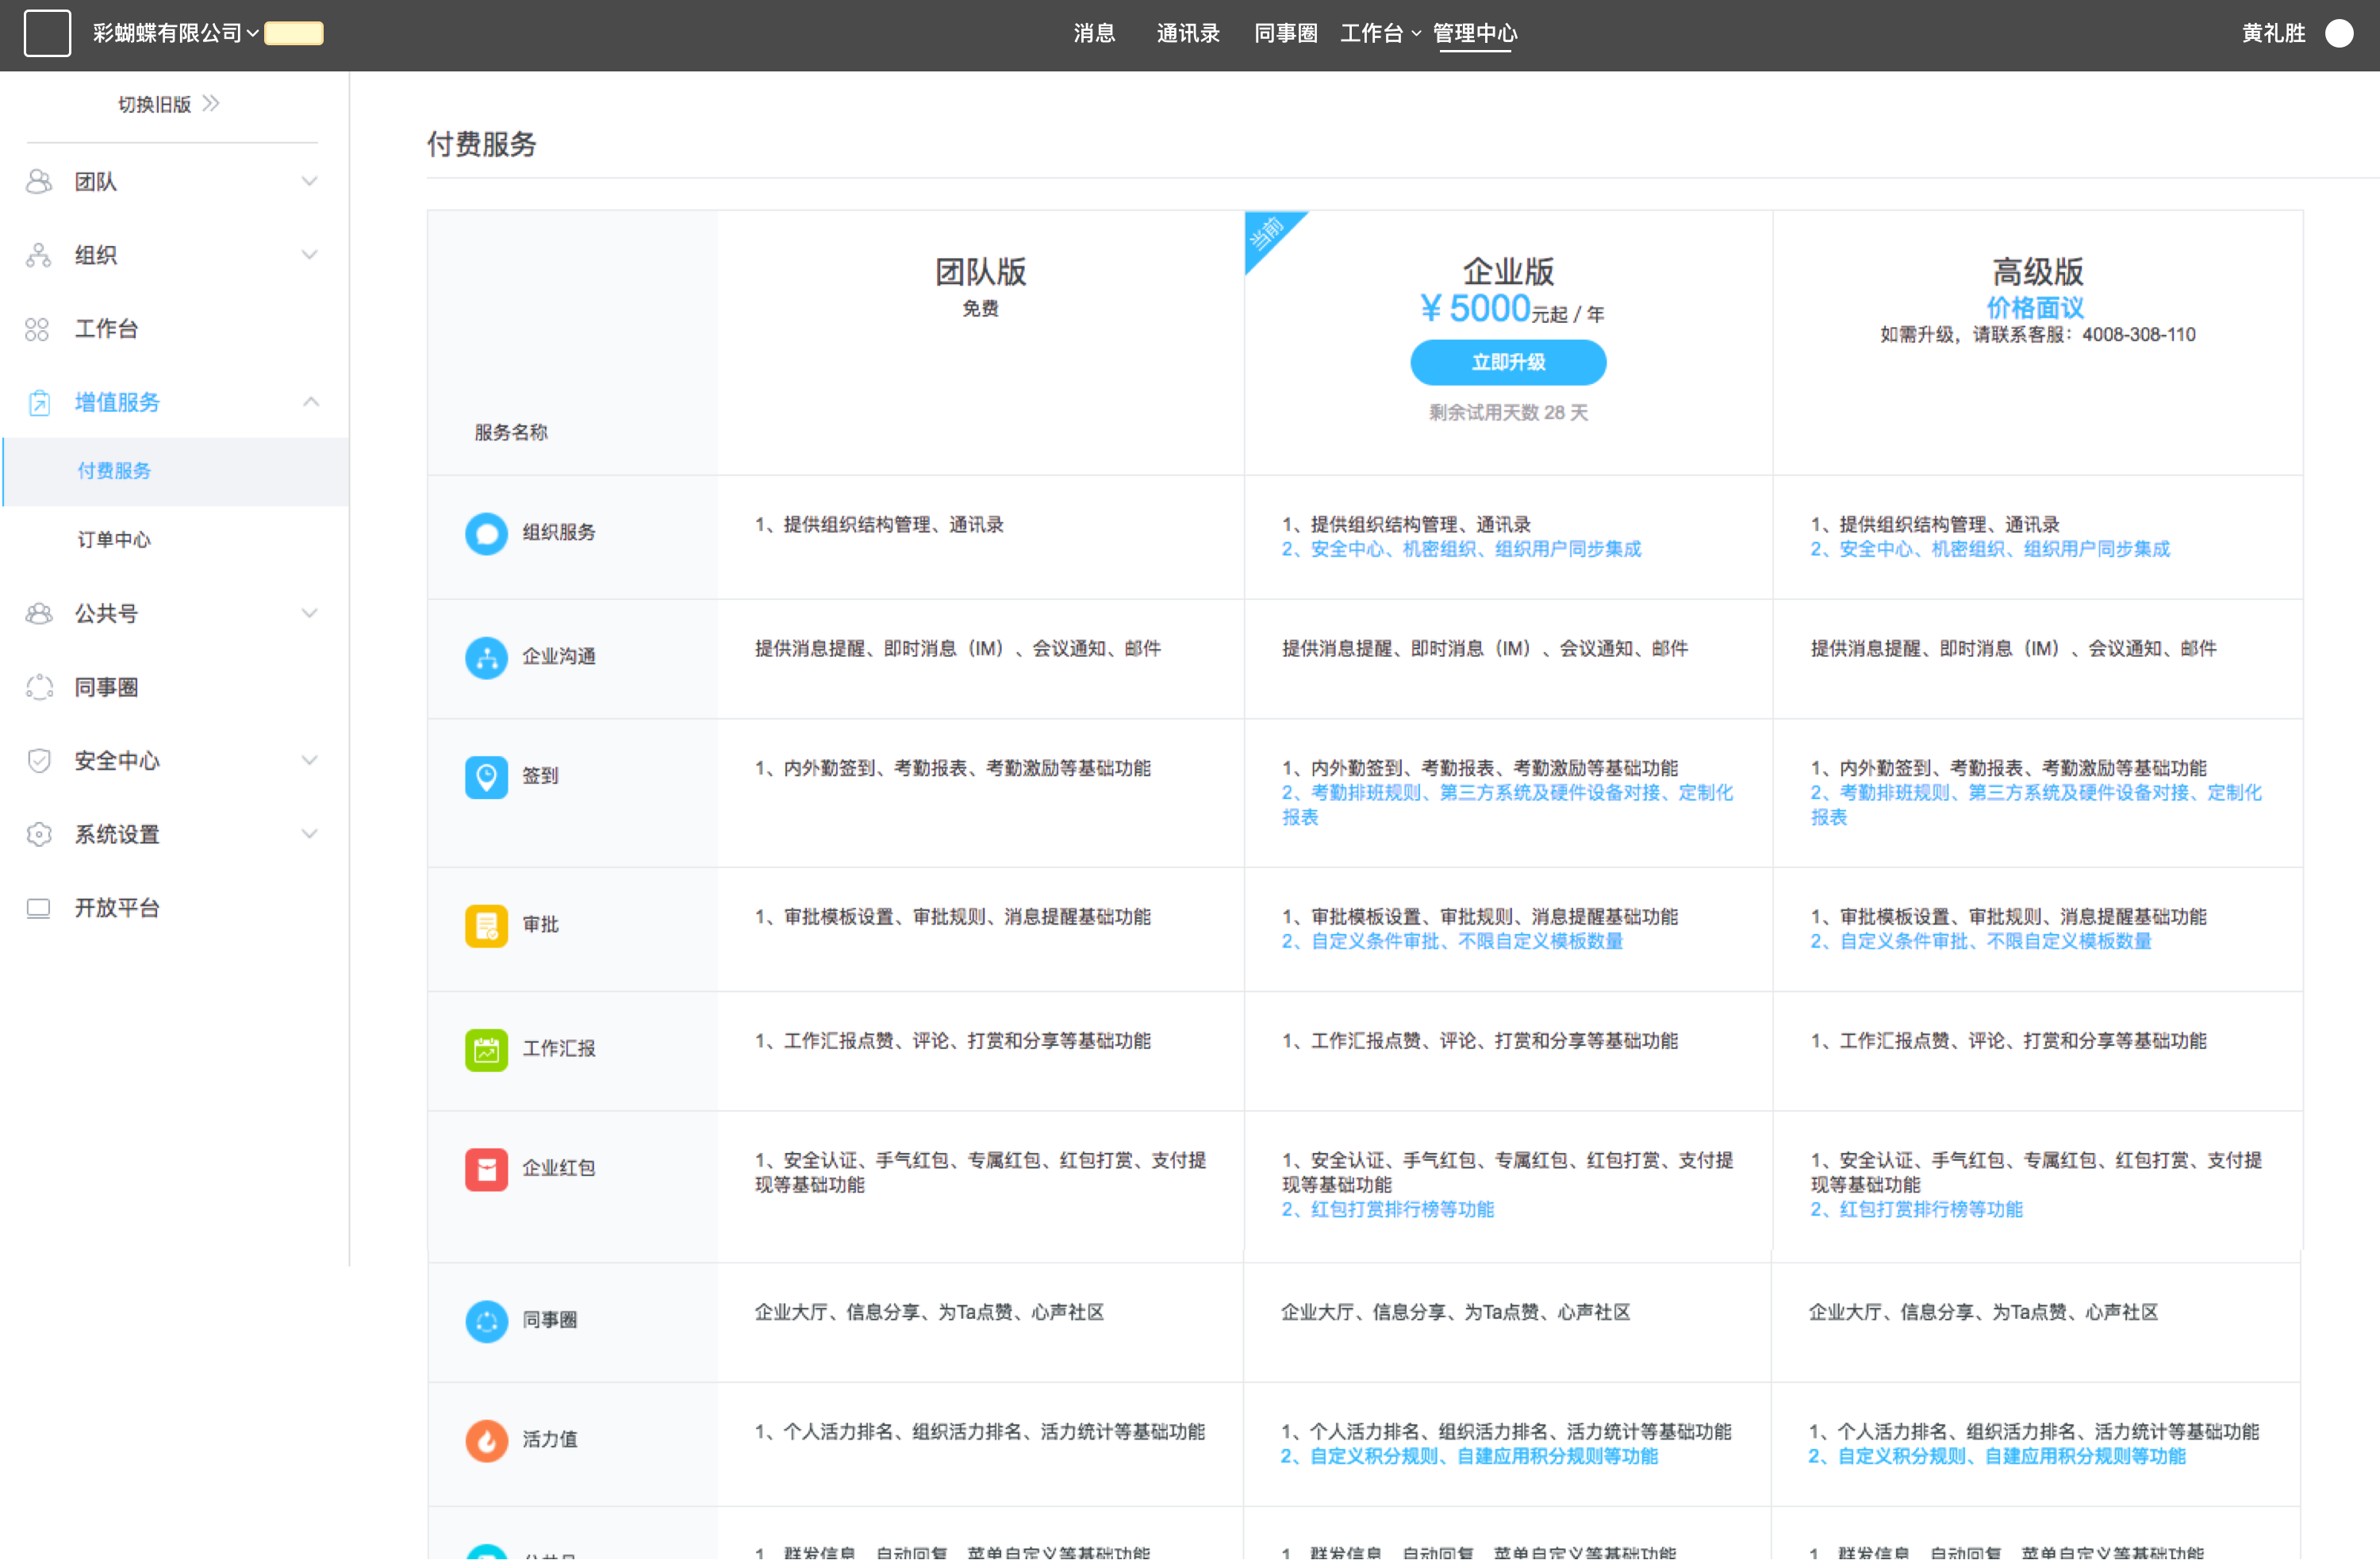 彩蝴蝶有限公司
消息 通讯录 同事圈 工作台 管理中心
黄礼胜
切换旧版
团队
组织
工作台
增值服务
付费服务
订单中心
公共号
同事圈
安全中心
系统设置
开放平台
付费服务
服务名称
团队版
免费
当前
企业版
¥ 5000元起 / 年
立即升级
剩余试用天数 28 天
高级版
价格面议
如需升级，请联系客服：4008-308-110
组织服务
1、提供组织结构管理、通讯录
1、提供组织结构管理、通讯录
2、安全中心、机密组织、组织用户同步集成
1、提供组织结构管理、通讯录
2、安全中心、机密组织、组织用户同步集成
企业沟通
提供消息提醒、即时消息（IM）、会议通知、邮件
提供消息提醒、即时消息（IM）、会议通知、邮件
提供消息提醒、即时消息（IM）、会议通知、邮件
签到
1、内外勤签到、考勤报表、考勤激励等基础功能
1、内外勤签到、考勤报表、考勤激励等基础功能
2、考勤排班规则、第三方系统及硬件设备对接、定制化
报表
1、内外勤签到、考勤报表、考勤激励等基础功能
2、考勤排班规则、第三方系统及硬件设备对接、定制化
报表
审批
1、审批模板设置、审批规则、消息提醒基础功能
1、审批模板设置、审批规则、消息提醒基础功能
2、自定义条件审批、不限自定义模板数量
1、审批模板设置、审批规则、消息提醒基础功能
2、自定义条件审批、不限自定义模板数量
工作汇报
1、工作汇报点赞、评论、打赏和分享等基础功能
1、工作汇报点赞、评论、打赏和分享等基础功能
1、工作汇报点赞、评论、打赏和分享等基础功能
企业红包
1、安全认证、手气红包、专属红包、红包打赏、支付提
现等基础功能
1、安全认证、手气红包、专属红包、红包打赏、支付提
现等基础功能
2、红包打赏排行榜等功能
1、安全认证、手气红包、专属红包、红包打赏、支付提
现等基础功能
2、红包打赏排行榜等功能
同事圈
企业大厅、信息分享、为Ta点赞、心声社区
企业大厅、信息分享、为Ta点赞、心声社区
企业大厅、信息分享、为Ta点赞、心声社区
活力值
1、个人活力排名、组织活力排名、活力统计等基础功能
1、个人活力排名、组织活力排名、活力统计等基础功能
2、自定义积分规则、自建应用积分规则等功能
1、个人活力排名、组织活力排名、活力统计等基础功能
2、自定义积分规则、自建应用积分规则等功能
1、群发信息、自动回复、菜单自定义等基础功能
1、群发信息、自动回复、菜单自定义等基础功能
1、群发信息、自动回复、菜单自定义等基础功能